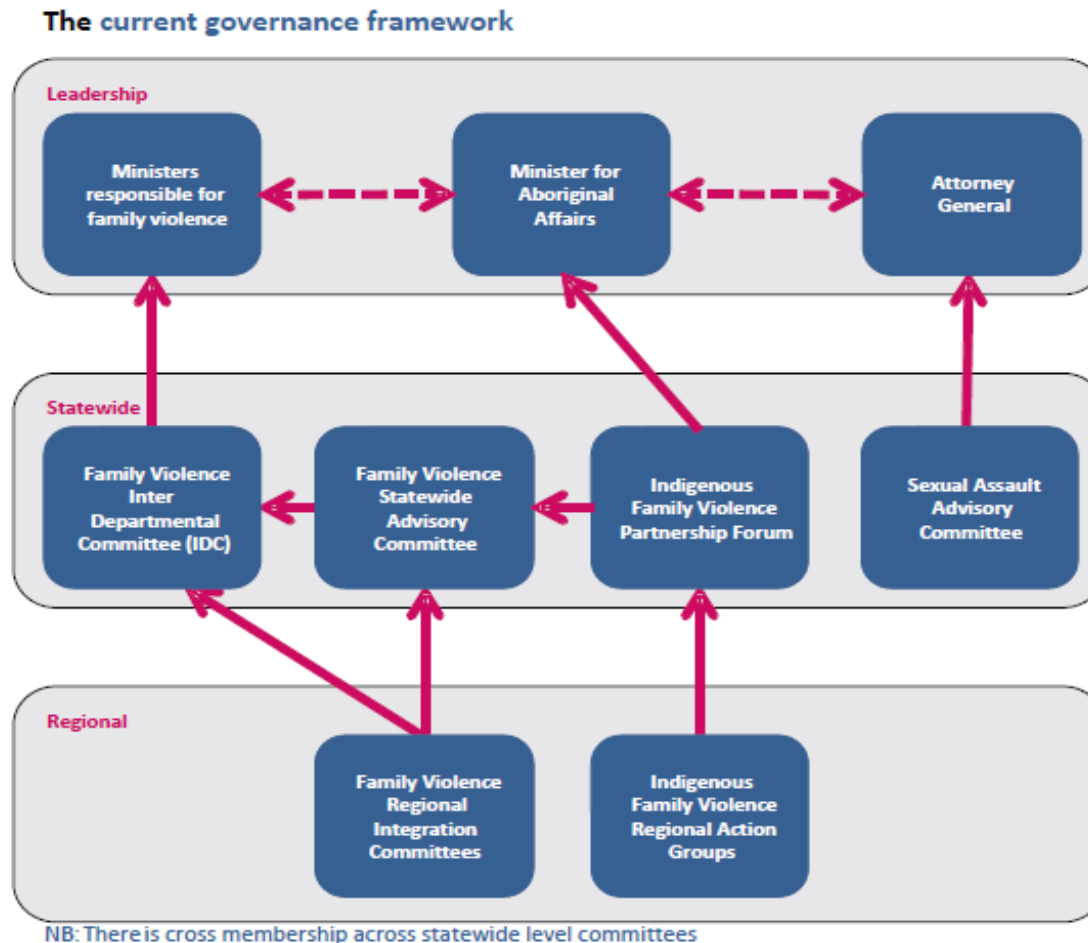 The current governance framework
Leadership
Ministers
responsible for
family violence
Minister for
Aboriginal
Affairs
Attorney
General
Statewide
Family Violence
Inter
Departmental
Committee (IDC)
Family Violence
Statewide
Advisory
Committee
Indigenous
Family Violence
Partnership Forum
Sexual Assault
Advisory
Committee
Regional
Family Violence
Regional
Integration
Committees
Indigenous
Family Violence
Regional Action
Groups
NB: There is cross membership across statewide level committees